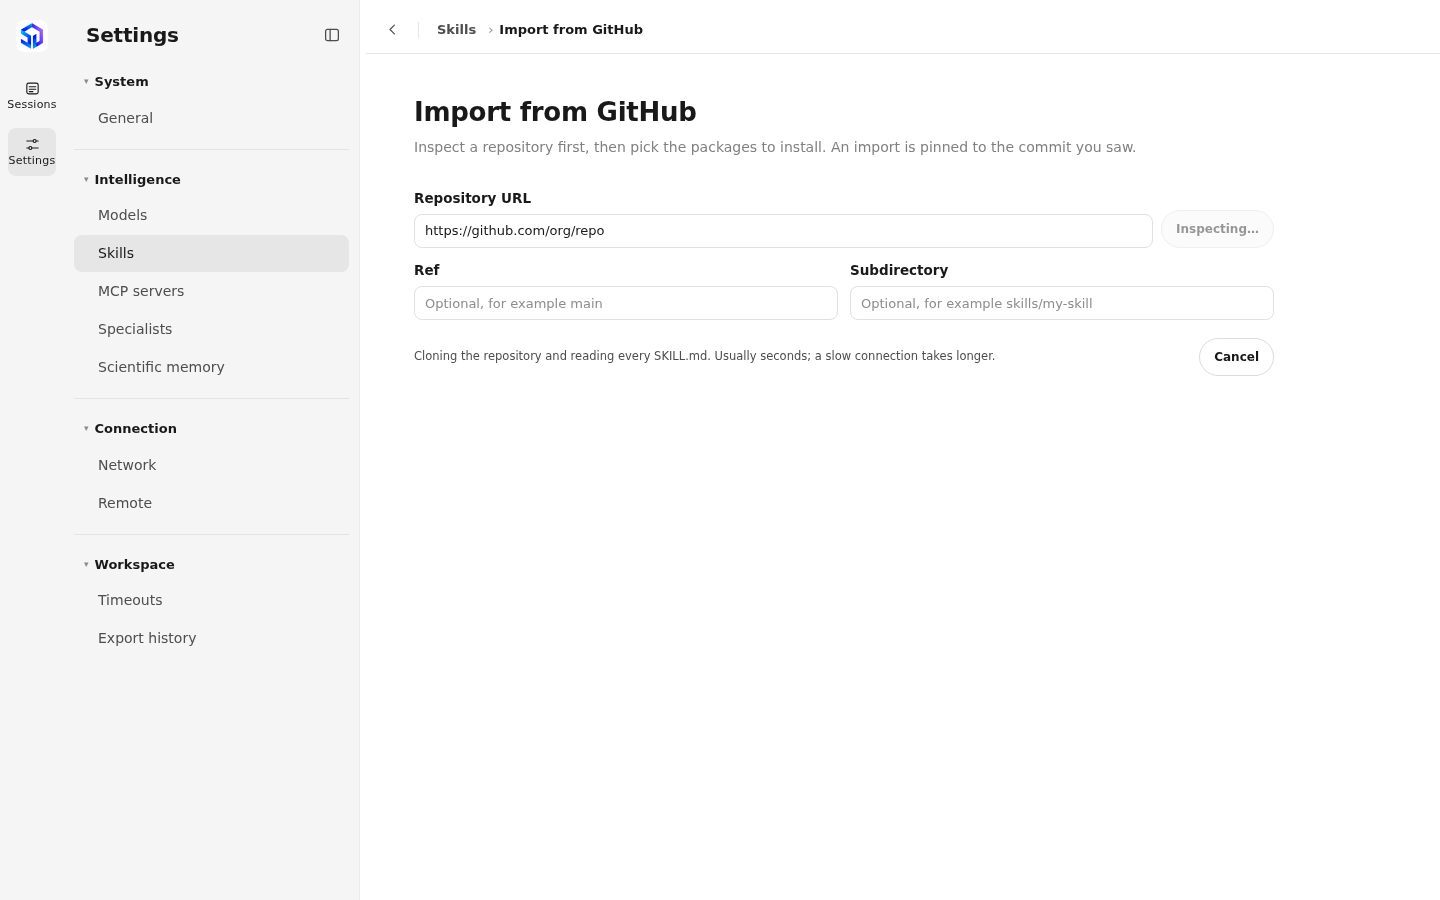 Settings
Sessions
Settings
System
General
Intelligence
Models
Skills
MCP servers
Specialists
Scientific memory
Connection
Network
Remote
Workspace
Timeouts
Export history
Skills › Import from GitHub
Import from GitHub
Inspect a repository first, then pick the packages to install. An import is pinned to the commit you saw.
Repository URL
https://github.com/org/repo
Inspecting…
Ref
Subdirectory
Optional, for example main
Optional, for example skills/my-skill
Cloning the repository and reading every SKILL.md. Usually seconds; a slow connection takes longer.
Cancel